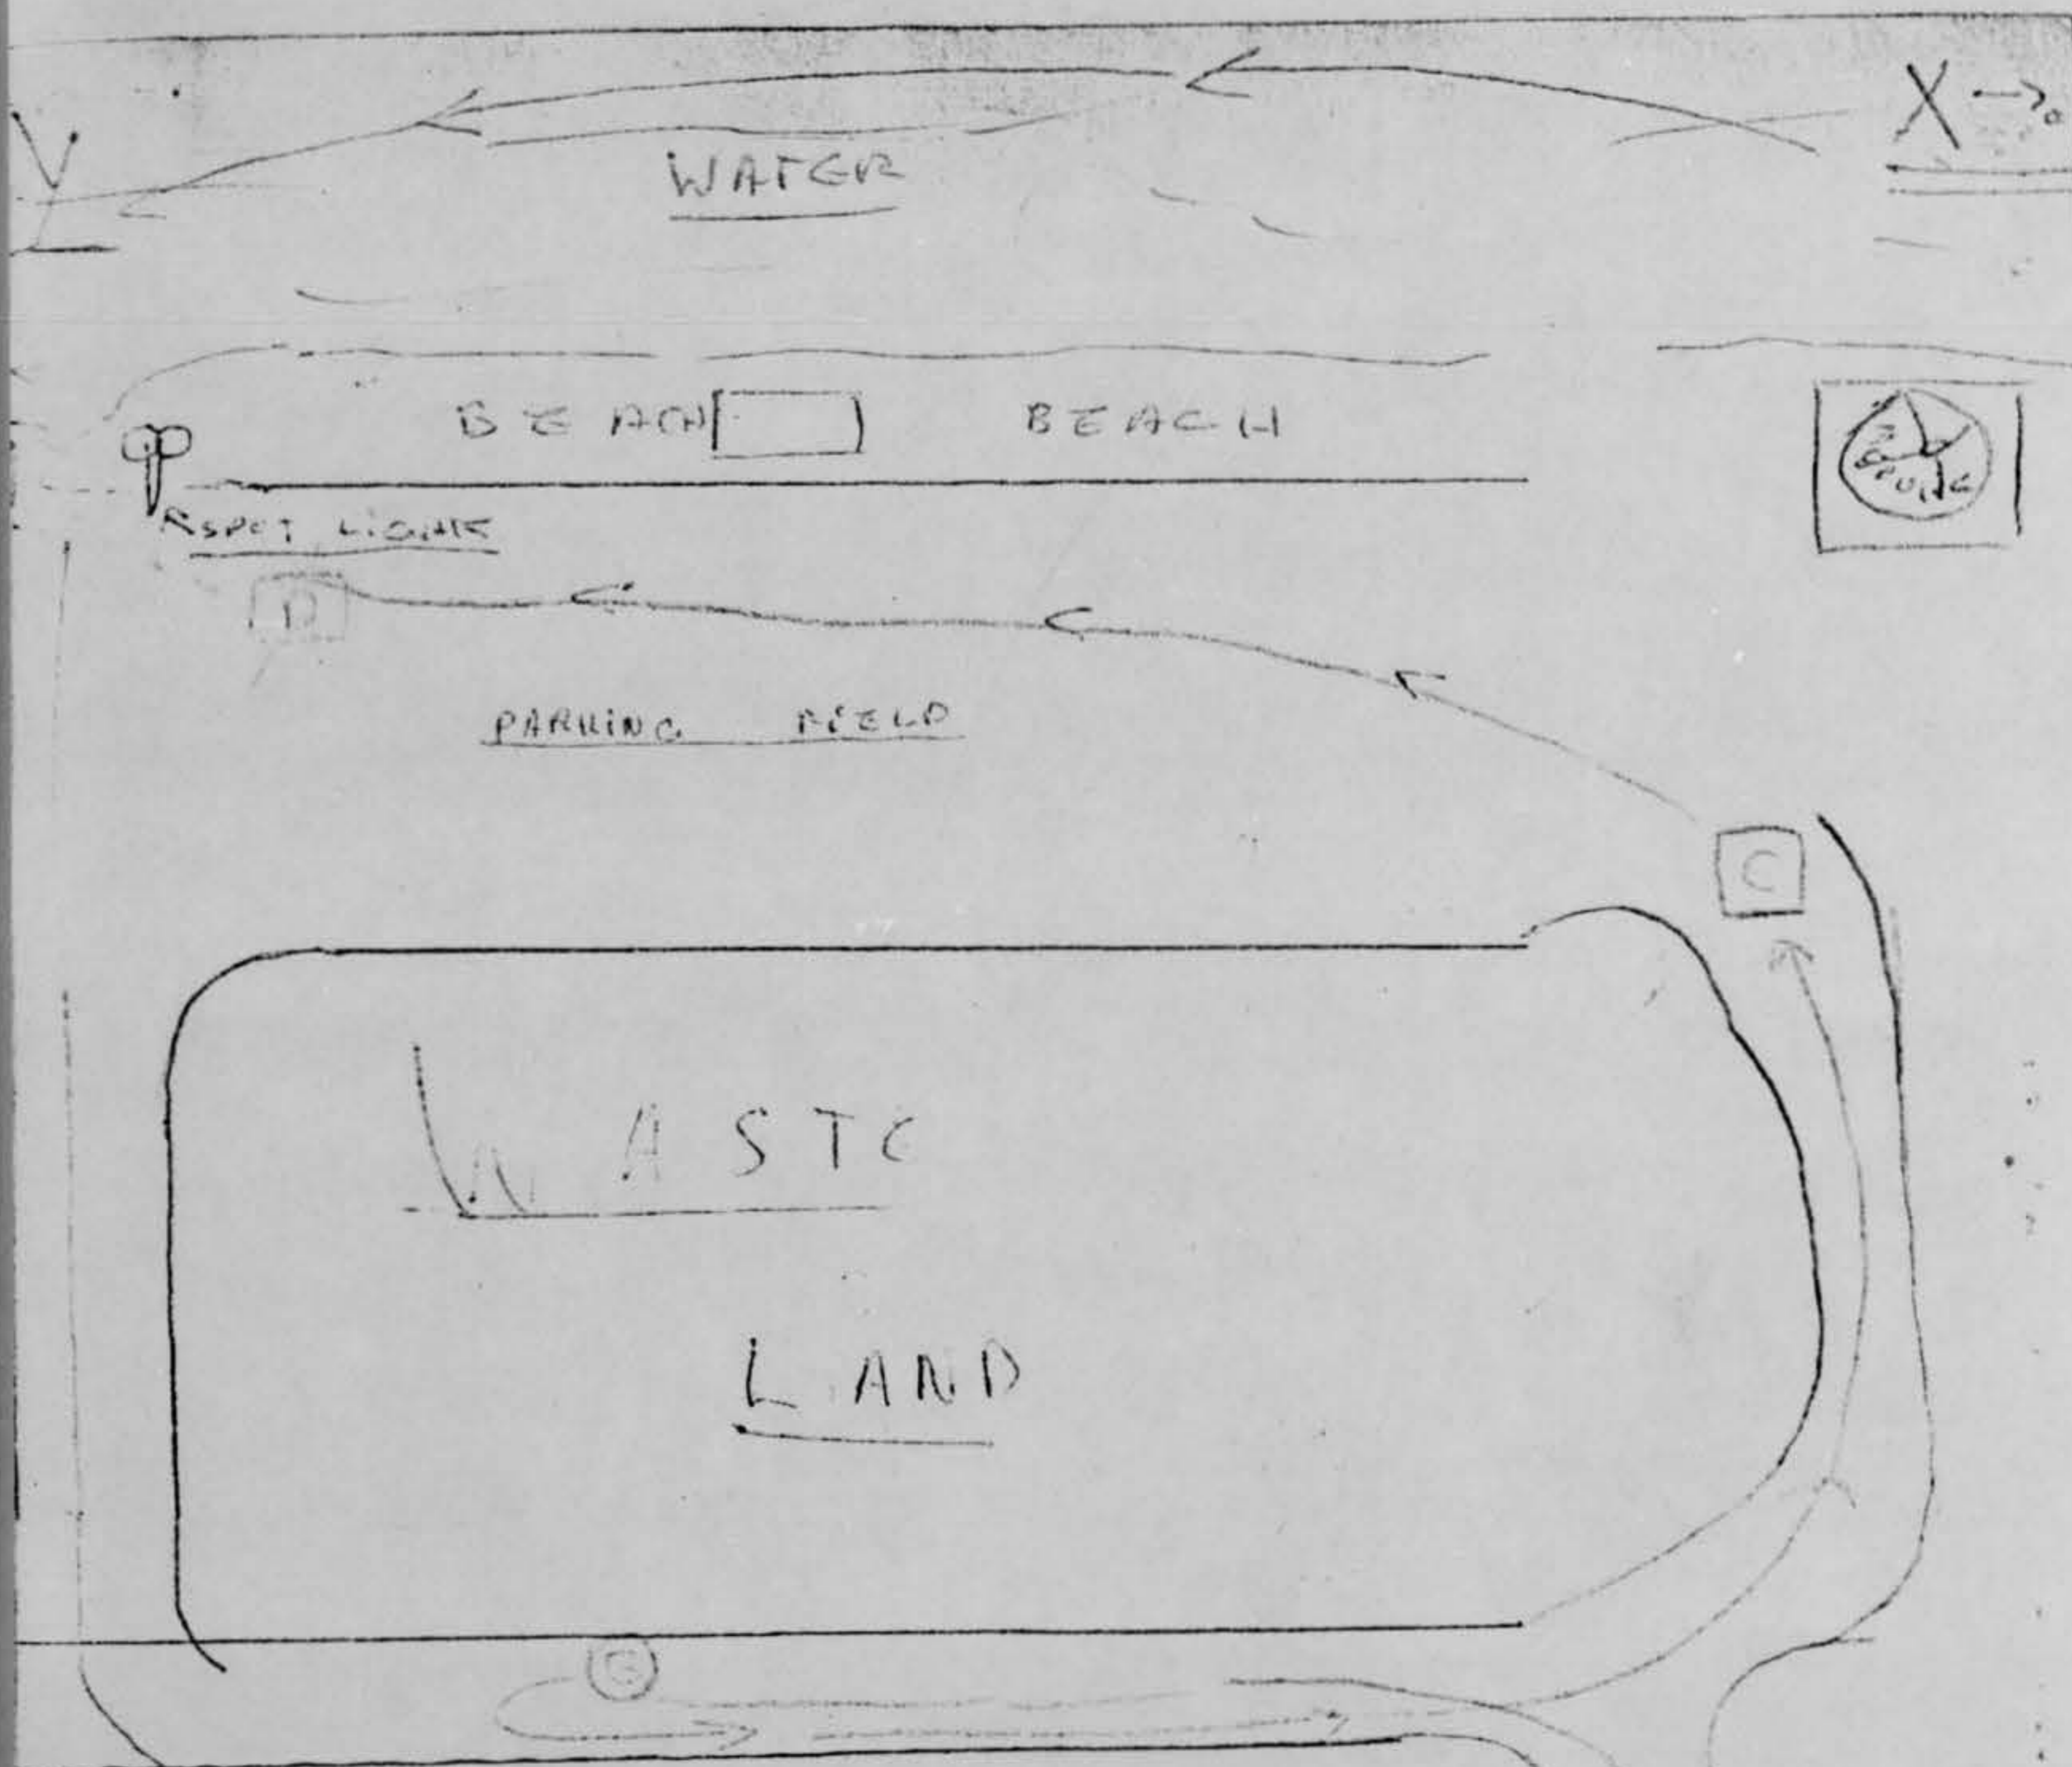 Y
X
WATER
BEACH BEACH
SPOT LIGHT
D
PARKING FIELD
C
WASTE
LAND